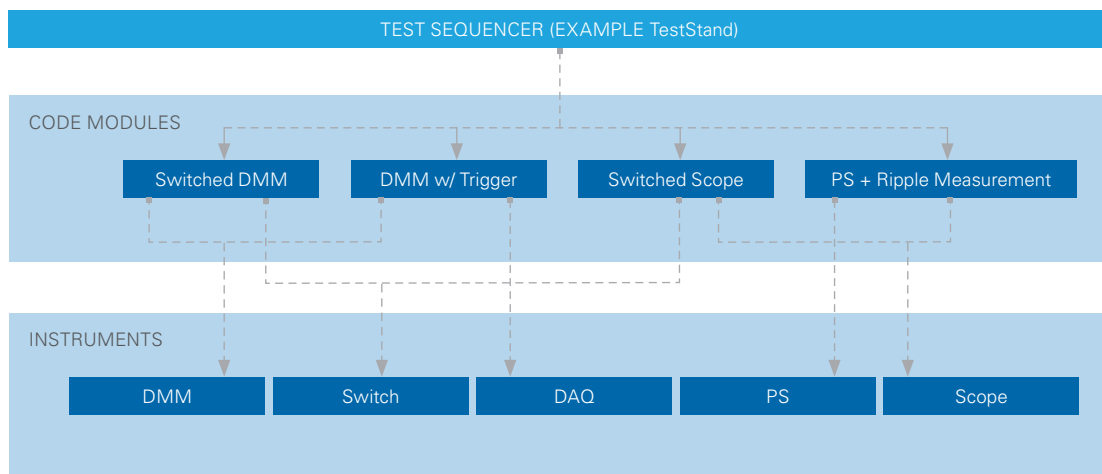 TEST SEQUENCER (EXAMPLE TestStand)
CODE MODULES
Switched DMM
DMM w/ Trigger
Switched Scope
PS + Ripple Measurement
INSTRUMENTS
DMM
Switch
DAQ
PS
Scope